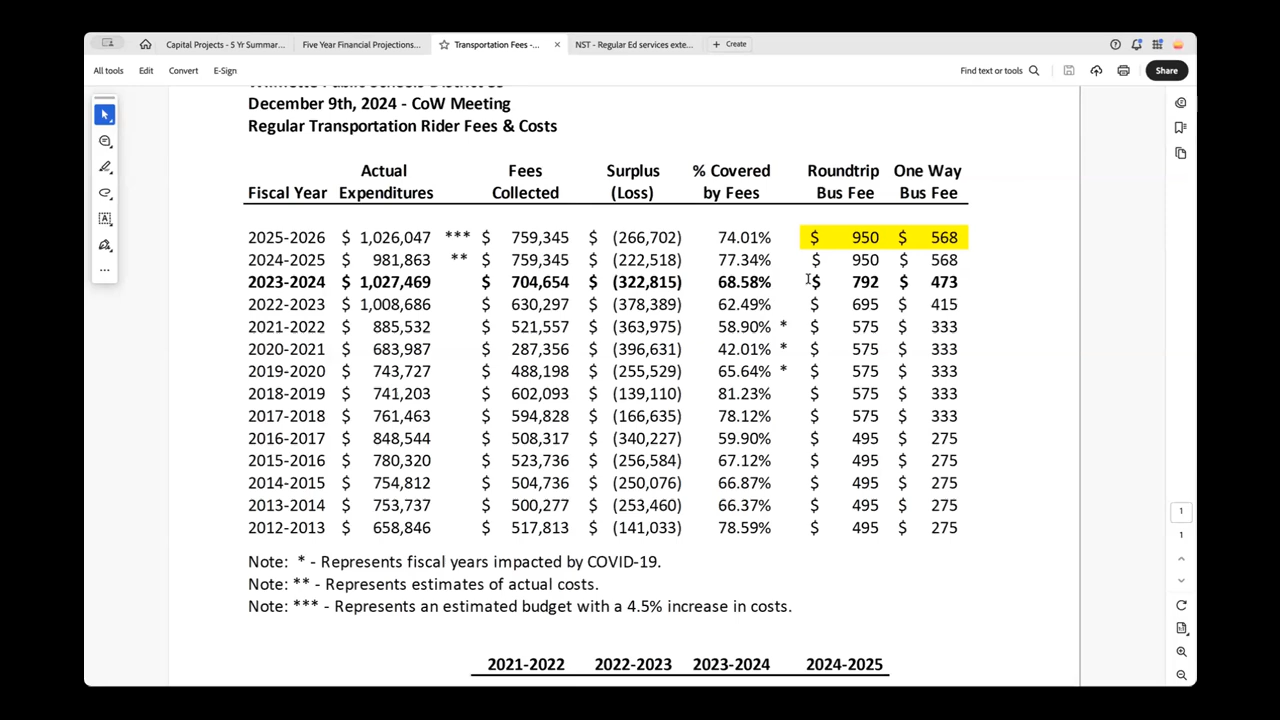 Capital Projects - 5 Yr Summar... Five Year Financial Projections... Transportation Fees -... × NST - Regular Ed services exte... + Create
All tools Edit Convert E-Sign Find text or tools Share
December 9th, 2024 - CoW Meeting
Regular Transportation Rider Fees & Costs
Actual Fees Surplus % Covered Roundtrip One Way
Fiscal Year Expenditures Collected (Loss) by Fees Bus Fee Bus Fee
2025-2026 $ 1,026,047 *** $ 759,345 $ (266,702) 74.01% $ 950 $ 568
2024-2025 $ 981,863 ** $ 759,345 $ (222,518) 77.34% $ 950 $ 568
2023-2024 $ 1,027,469 $ 704,654 $ (322,815) 68.58% $ 792 $ 473
2022-2023 $ 1,008,686 $ 630,297 $ (378,389) 62.49% $ 695 $ 415
2021-2022 $ 885,532 $ 521,557 $ (363,975) 58.90% * $ 575 $ 333
2020-2021 $ 683,987 $ 287,356 $ (396,631) 42.01% * $ 575 $ 333
2019-2020 $ 743,727 $ 488,198 $ (255,529) 65.64% * $ 575 $ 333
2018-2019 $ 741,203 $ 602,093 $ (139,110) 81.23% $ 575 $ 333
2017-2018 $ 761,463 $ 594,828 $ (166,635) 78.12% $ 575 $ 333
2016-2017 $ 848,544 $ 508,317 $ (340,227) 59.90% $ 495 $ 275
2015-2016 $ 780,320 $ 523,736 $ (256,584) 67.12% $ 495 $ 275
2014-2015 $ 754,812 $ 504,736 $ (250,076) 66.87% $ 495 $ 275
2013-2014 $ 753,737 $ 500,277 $ (253,460) 66.37% $ 495 $ 275
2012-2013 $ 658,846 $ 517,813 $ (141,033) 78.59% $ 495 $ 275
Note: * - Represents fiscal years impacted by COVID-19.
Note: ** - Represents estimates of actual costs.
Note: *** - Represents an estimated budget with a 4.5% increase in costs.
2021-2022 2022-2023 2023-2024 2024-2025
1
1